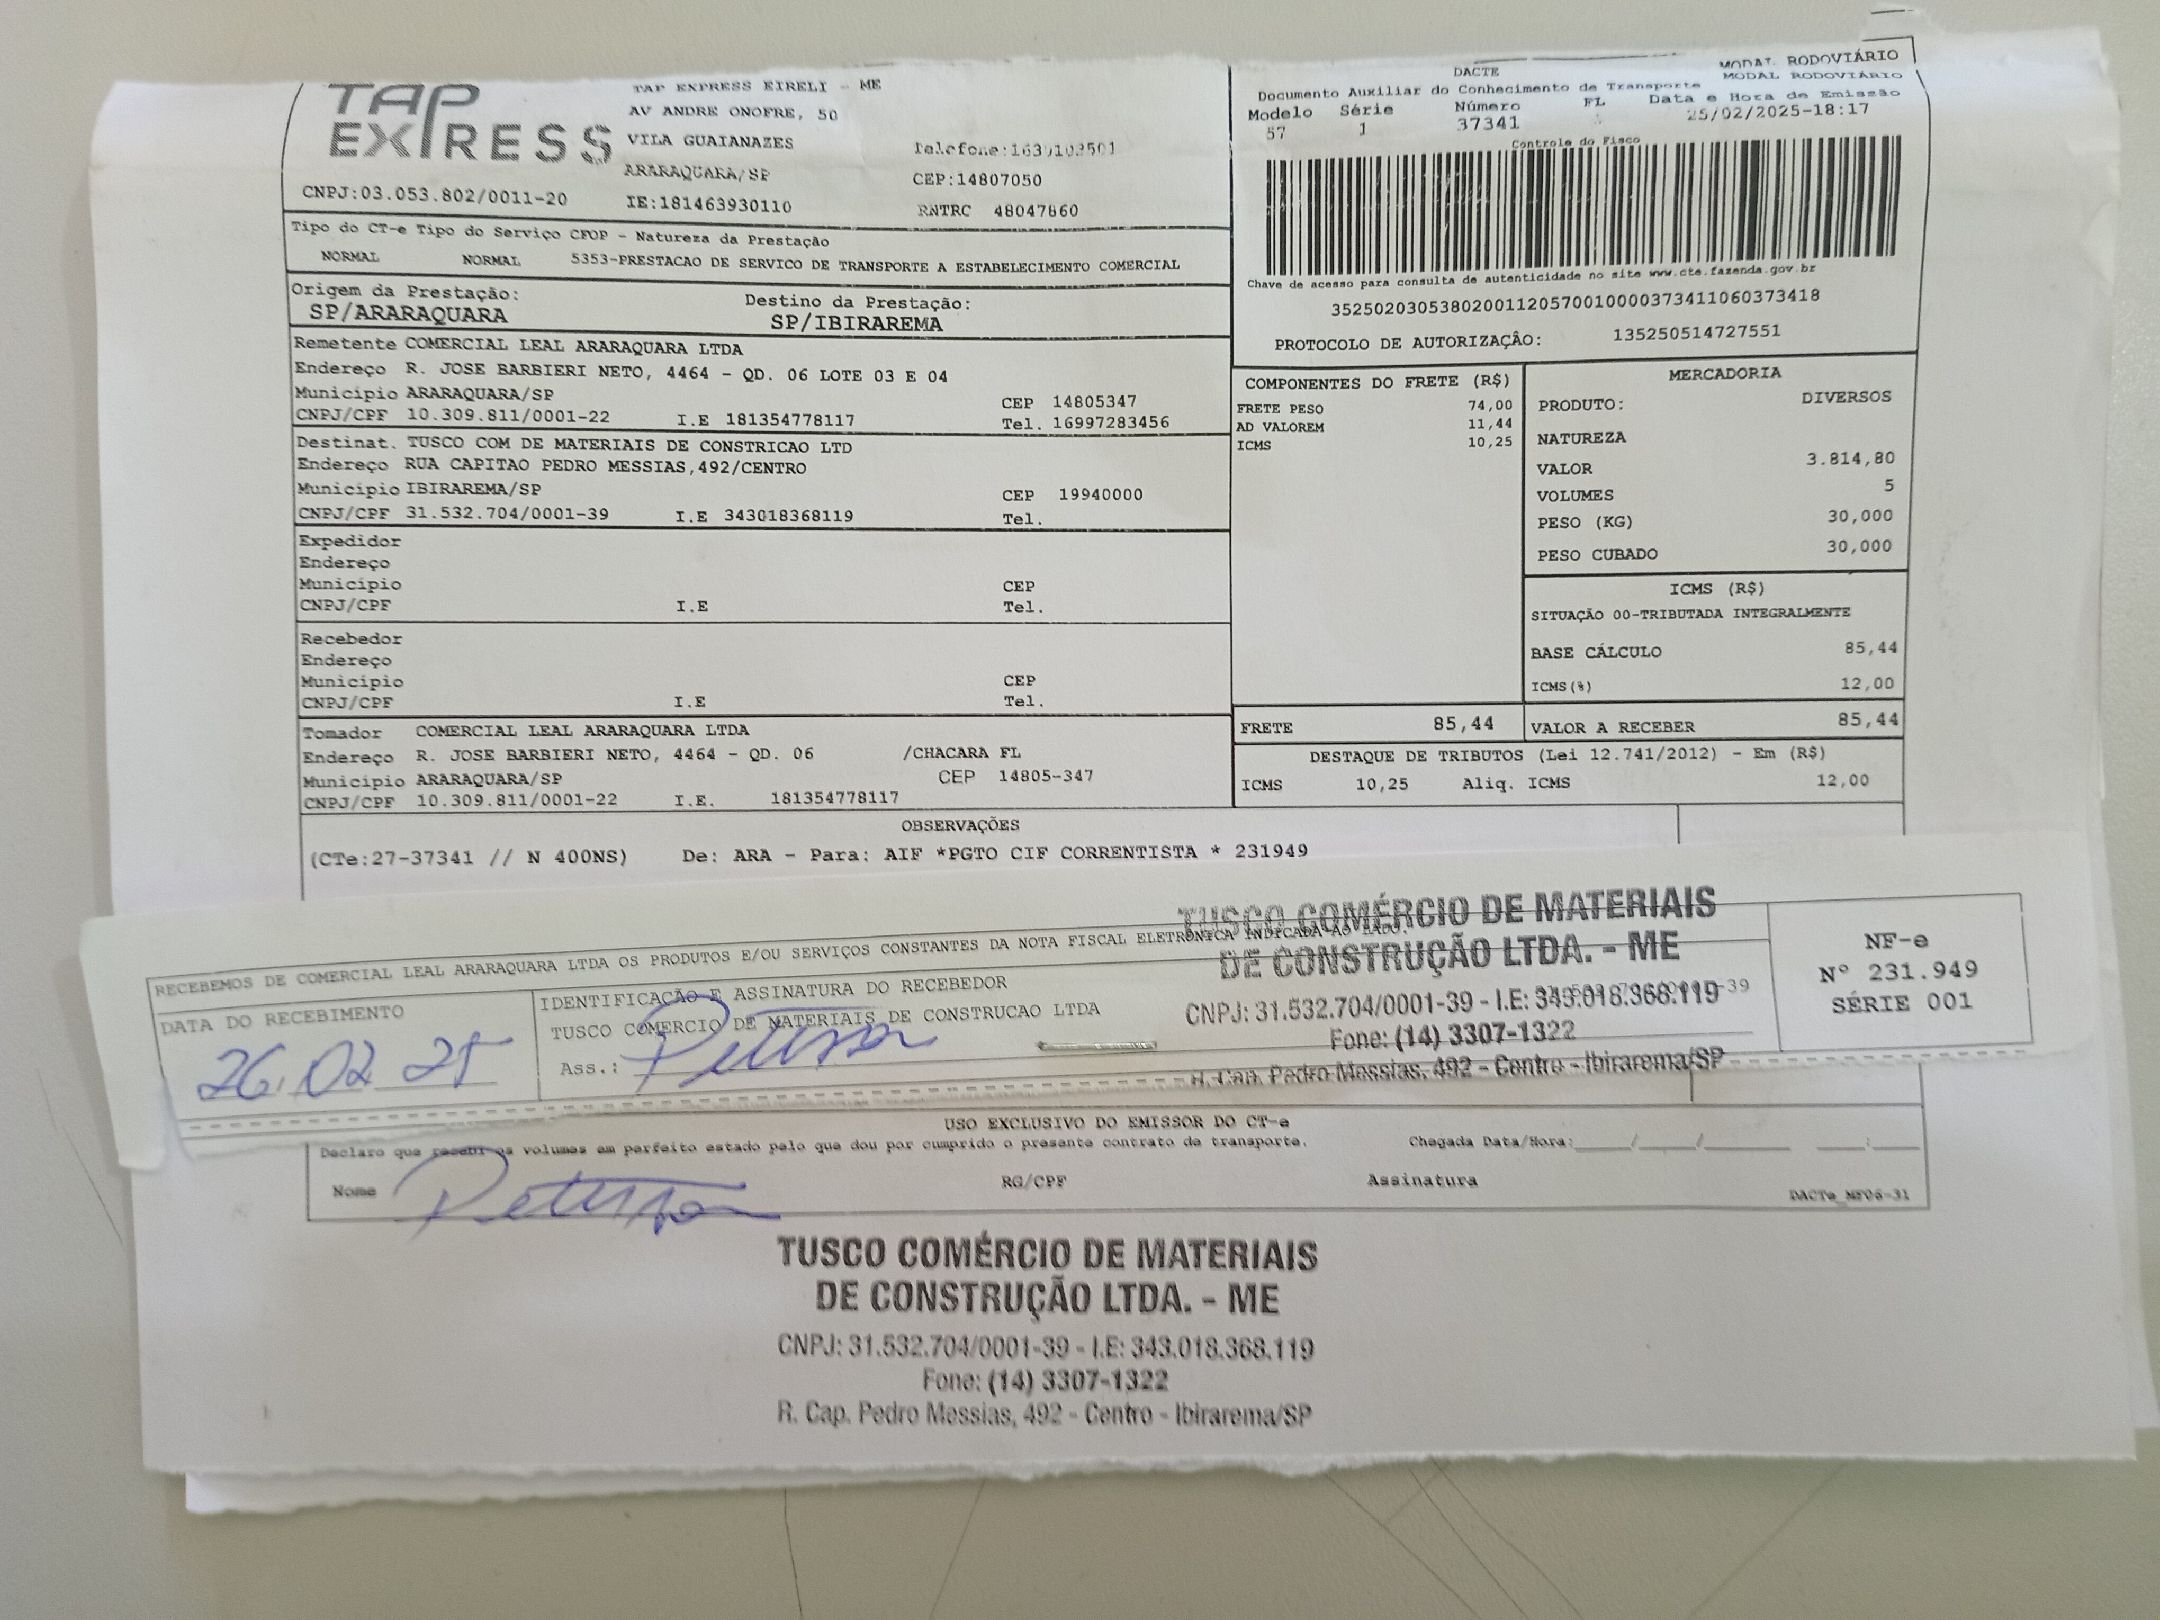 TAP
EXPRESS
CNPJ:03.053.802/0011-20
TAP EXPRESS EIRELI - ME
AV ANDRE ONOFRE, 50
VILA GUAIANAZES
ARARAQUARA/SP CEP:14807050
IE:181463930110 RNTRC 48047860
DACTE
MODAL RODOVIÁRIO
MODAL RODOVIÁRIO
Documento Auxiliar do Conhecimento de Transporte
Modelo Série Número FL Data e Hora de Emissão
57 1 37341 25/02/2025-18:17
Controle do Fisco
Chave de acesso para consulta de autenticidade no site www.cte.fazenda.gov.br
35250203053802001120570010000373411060373418
PROTOCOLO DE AUTORIZAÇÂO: 135250514727551
Tipo do CT-e Tipo do Serviço CFOP - Natureza da Prestação
NORMAL NORMAL 5353-PRESTACAO DE SERVICO DE TRANSPORTE A ESTABELECIMENTO COMERCIAL
Origem da Prestação: Destino da Prestação:
SP/ARARAQUARA SP/IBIRAREMA
Remetente COMERCIAL LEAL ARARAQUARA LTDA
Endereço R. JOSE BARBIERI NETO, 4464 - QD. 06 LOTE 03 E 04
Município ARARAQUARA/SP CEP 14805347
CNPJ/CPF 10.309.811/0001-22 I.E 181354778117 Tel. 16997283456
Destinat. TUSCO COM DE MATERIAIS DE CONSTRICAO LTD
Endereço RUA CAPITAO PEDRO MESSIAS,492/CENTRO
Município IBIRAREMA/SP CEP 19940000
CNPJ/CPF 31.532.704/0001-39 I.E 343018368119 Tel.
Expedidor
Endereço
Município CEP
CNPJ/CPF I.E Tel.
Recebedor
Endereço
Município CEP
CNPJ/CPF I.E Tel.
Tomador COMERCIAL LEAL ARARAQUARA LTDA
Endereço R. JOSE BARBIERI NETO, 4464 - QD. 06 /CHACARA FL
Município ARARAQUARA/SP CEP 14805-347
CNPJ/CPF 10.309.811/0001-22 I.E. 181354778117
COMPONENTES DO FRETE (R$)
FRETE PESO 74,00
AD VALOREM 11,44
ICMS 10,25
MERCADORIA
PRODUTO: DIVERSOS
NATUREZA
VALOR 3.814,80
VOLUMES 5
PESO (KG) 30,000
PESO CUBADO 30,000
ICMS (R$)
SITUAÇÃO 00-TRIBUTADA INTEGRALMENTE
BASE CÁLCULO 85,44
ICMS(%) 12,00
FRETE 85,44 VALOR A RECEBER 85,44
DESTAQUE DE TRIBUTOS (Lei 12.741/2012) - Em (R$)
ICMS 10,25 Aliq. ICMS 12,00
OBSERVAÇÕES
(CTe:27-37341 // N 400NS) De: ARA - Para: AIF *PGTO CIF CORRENTISTA * 231949
RECEBEMOS DE COMERCIAL LEAL ARARAQUARA LTDA OS PRODUTOS E/OU SERVIÇOS CONSTANTES DA NOTA FISCAL ELETRÔNICA INDICADA AO LADO.
DATA DO RECEBIMENTO
26.02 25
IDENTIFICAÇÃO E ASSINATURA DO RECEBEDOR
TUSCO COMERCIO DE MATERIAIS DE CONSTRUCAO LTDA
Ass.:
TUSCO COMÉRCIO DE MATERIAIS
DE CONSTRUÇÃO LTDA. - ME
CNPJ: 31.532.704/0001-39 - I.E: 343.018.368.119
Fone: (14) 3307-1322
R. Cap. Pedro Messias, 492 - Centro - Ibirarema/SP
NF-e
Nº 231.949
SÉRIE 001
USO EXCLUSIVO DO EMISSOR DO CT-e
Declaro que recebi os volumes em perfeito estado pelo que dou por cumprido o presente contrato de transporte. Chegada Data/Hora:___/___/___ ___:___
Nome RG/CPF Assinatura
DACTe_MF06-31
TUSCO COMÉRCIO DE MATERIAIS
DE CONSTRUÇÃO LTDA. - ME
CNPJ: 31.532.704/0001-39 - I.E: 343.018.368.119
Fone: (14) 3307-1322
R. Cap. Pedro Messias, 492 - Centro - Ibirarema/SP